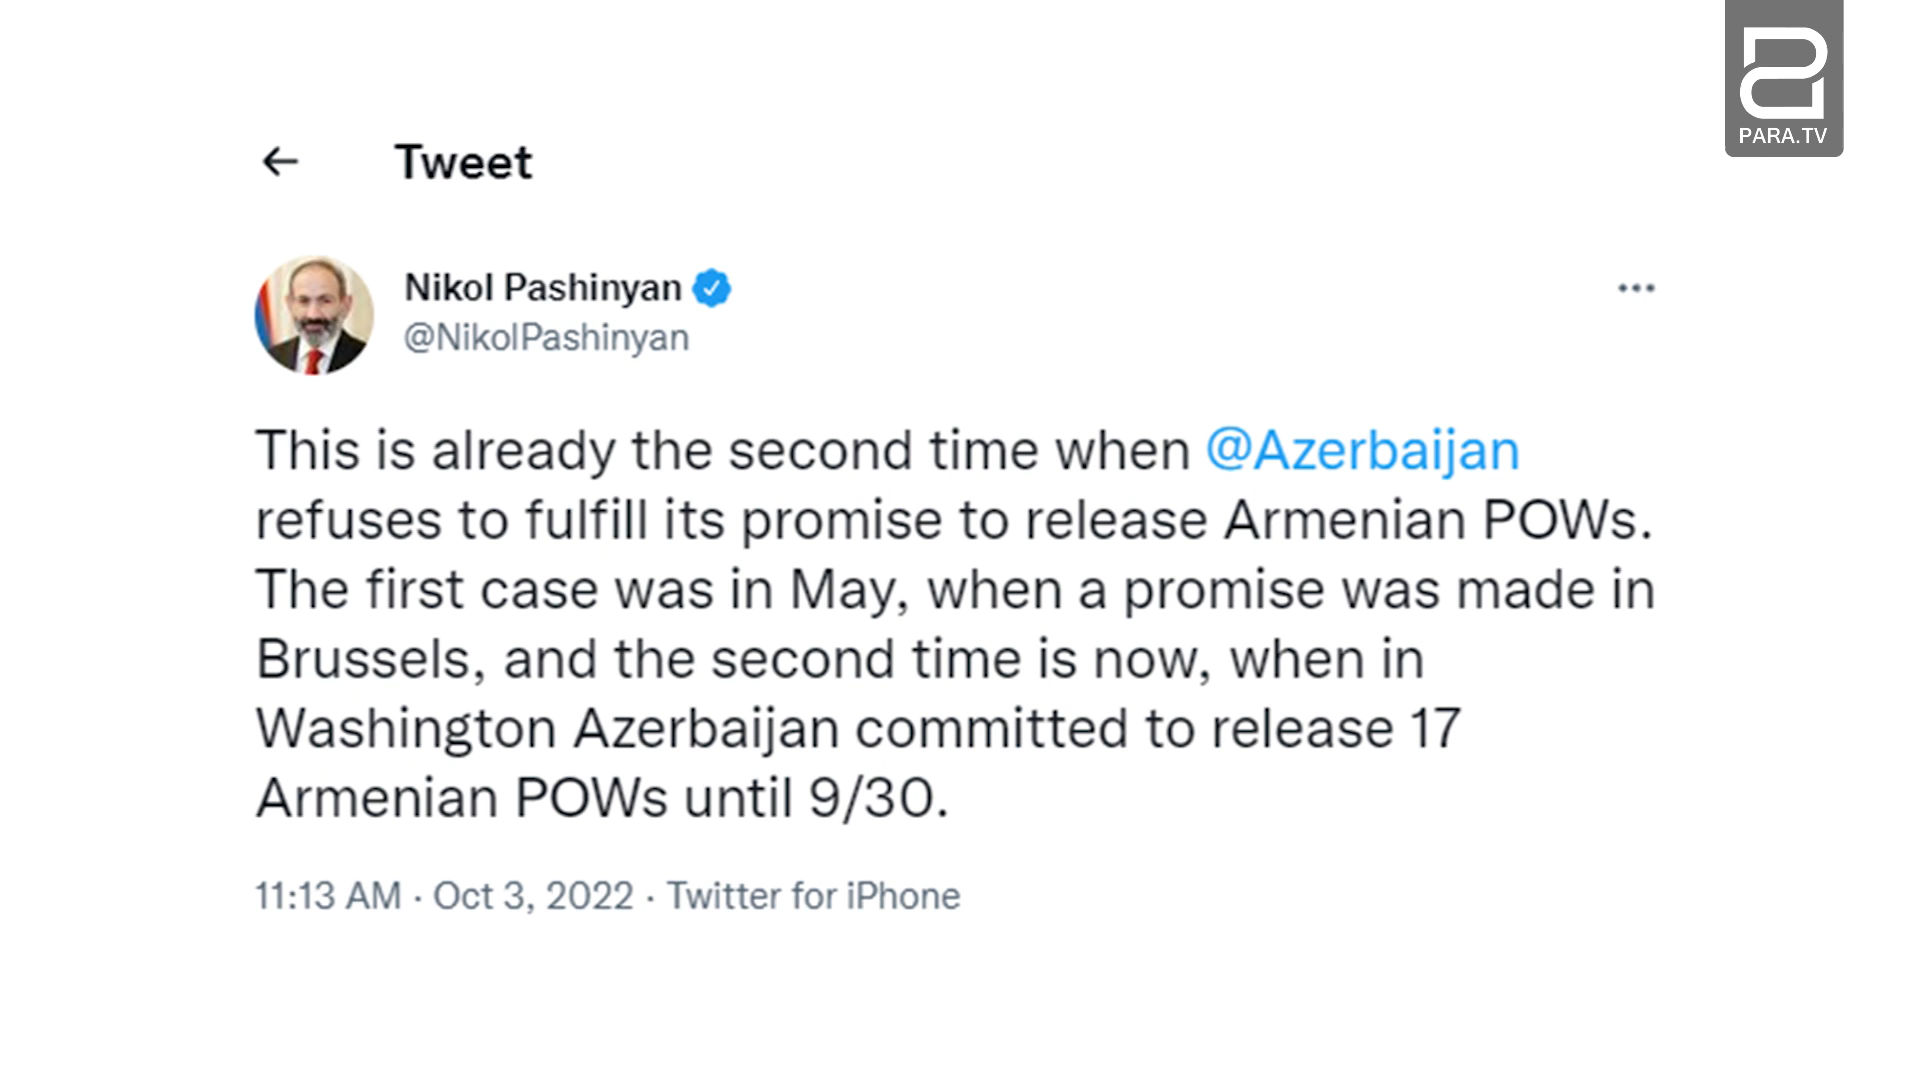 PARA.TV
Tweet
Nikol Pashinyan
@NikolPashinyan
This is already the second time when @Azerbaijan
refuses to fulfill its promise to release Armenian POWs.
The first case was in May, when a promise was made in
Brussels, and the second time is now, when in
Washington Azerbaijan committed to release 17
Armenian POWs until 9/30.
11:13 AM · Oct 3, 2022 · Twitter for iPhone